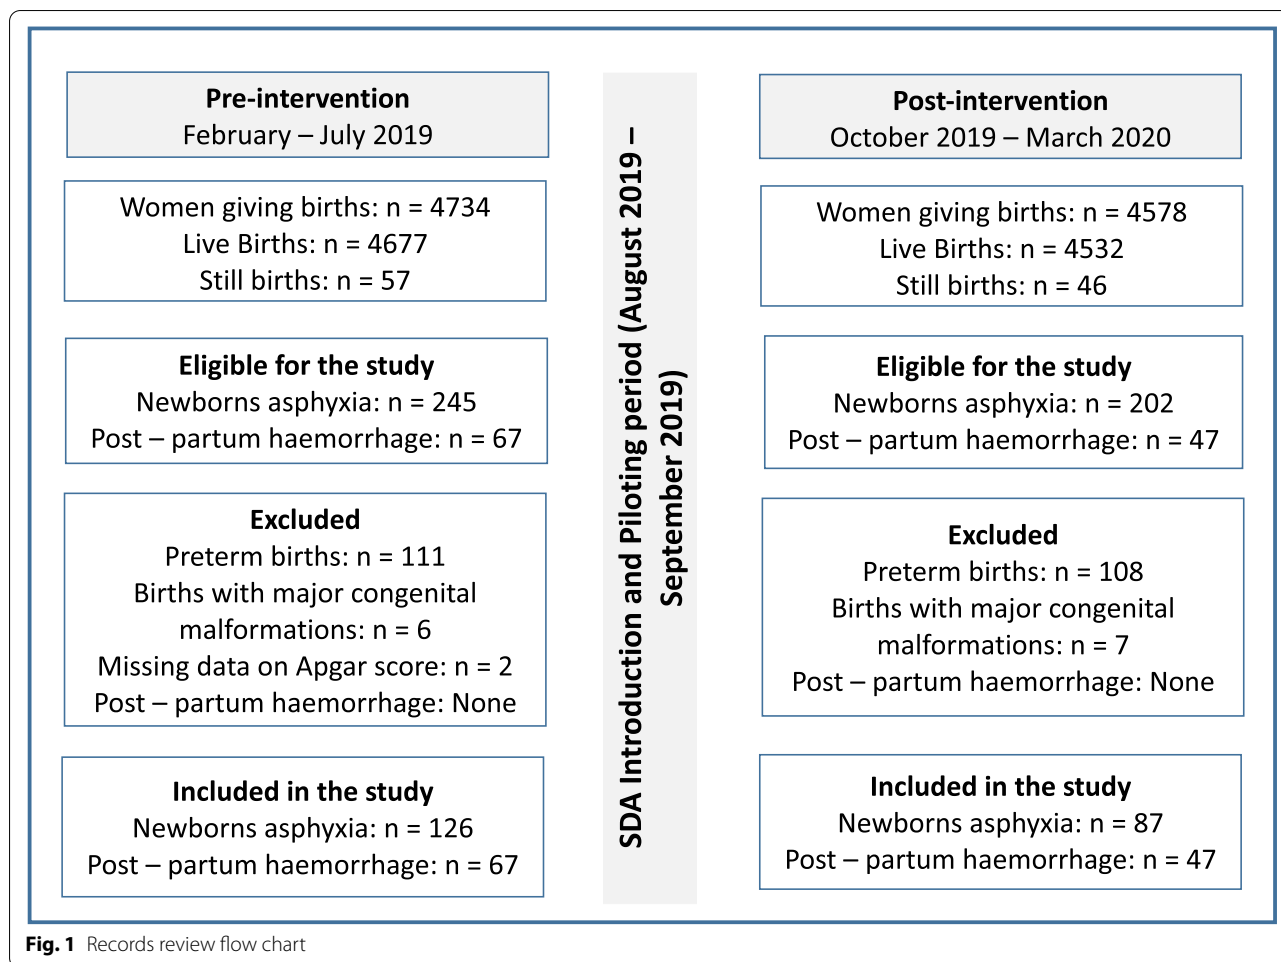 Pre-intervention
February – July 2019
Women giving births: n = 4734
Live Births: n = 4677
Still births: n = 57
Eligible for the study
Newborns asphyxia: n = 245
Post – partum haemorrhage: n = 67
Excluded
Preterm births: n = 111
Births with major congenital
malformations: n = 6
Missing data on Apgar score: n = 2
Post – partum haemorrhage: None
Included in the study
Newborns asphyxia: n = 126
Post – partum haemorrhage: n = 67
SDA Introduction and Piloting period (August 2019 –
September 2019)
Post-intervention
October 2019 – March 2020
Women giving births: n = 4578
Live Births: n = 4532
Still births: n = 46
Eligible for the study
Newborns asphyxia: n = 202
Post – partum haemorrhage: n = 47
Excluded
Preterm births: n = 108
Births with major congenital
malformations: n = 7
Post – partum haemorrhage: None
Included in the study
Newborns asphyxia: n = 87
Post – partum haemorrhage: n = 47
Fig. 1 Records review flow chart